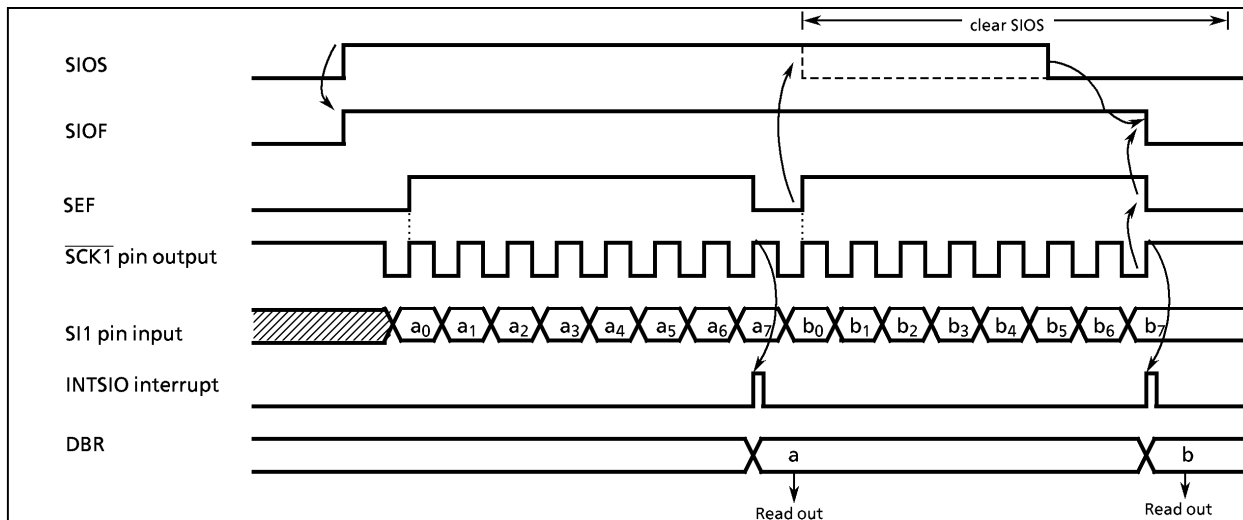 clear SIOS
SIOS
SIOF
SEF
SCK1 pin output
SI1 pin input
a0 a1 a2 a3 a4 a5 a6 a7 b0 b1 b2 b3 b4 b5 b6 b7
INTSIO interrupt
DBR
a
b
Read out
Read out